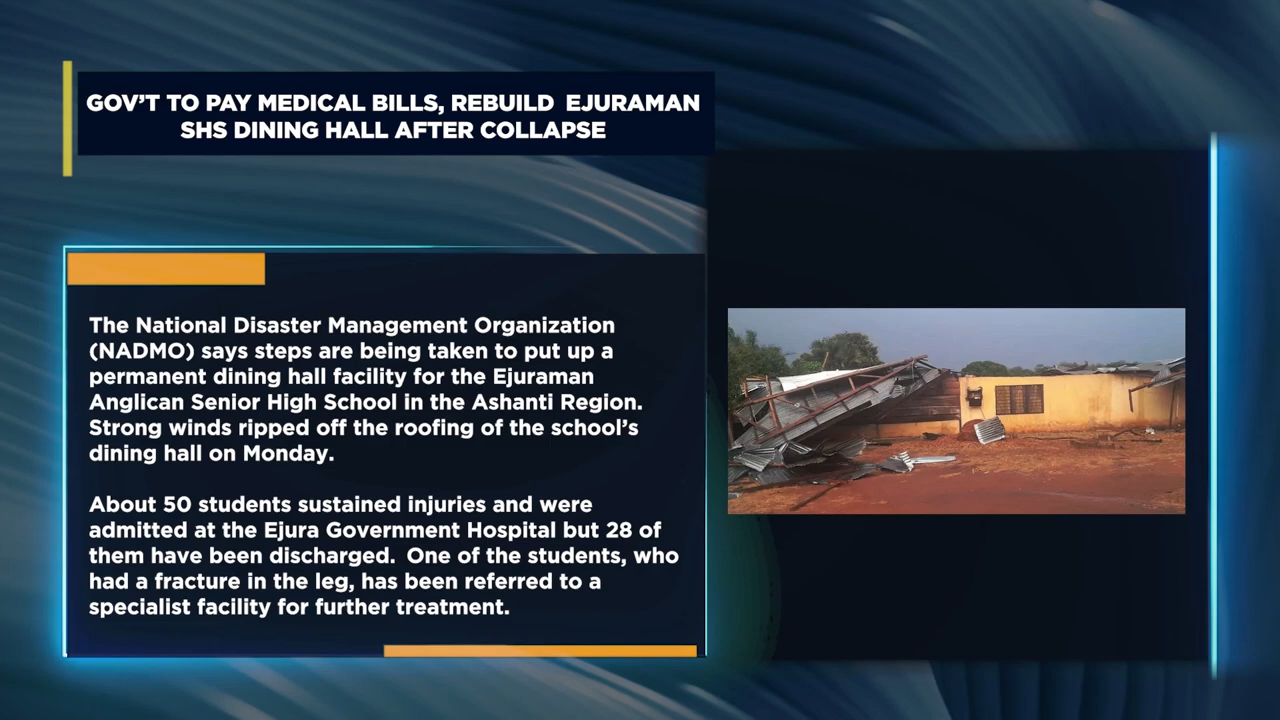 GOV'T TO PAY MEDICAL BILLS, REBUILD  EJURAMAN
SHS DINING HALL AFTER COLLAPSE
The National Disaster Management Organization
(NADMO) says steps are being taken to put up a
permanent dining hall facility for the Ejuraman
Anglican Senior High School in the Ashanti Region.
Strong winds ripped off the roofing of the school's
dining hall on Monday.
About 50 students sustained injuries and were
admitted at the Ejura Government Hospital but 28 of
them have been discharged.  One of the students, who
had a fracture in the leg, has been referred to a
specialist facility for further treatment.